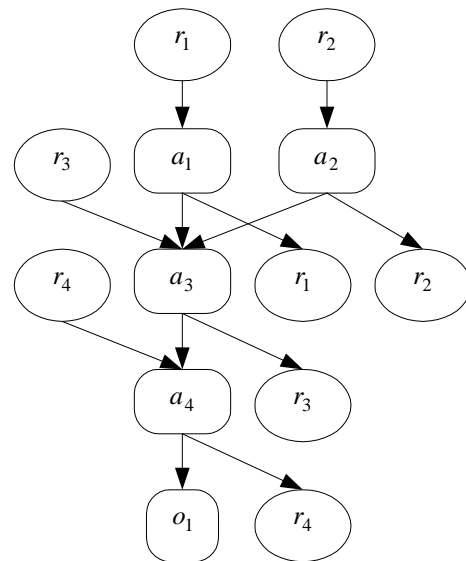 r₁ r₂
r₃ a₁ a₂
r₄ a₃ r₁ r₂
a₄ r₃
o₁ r₄